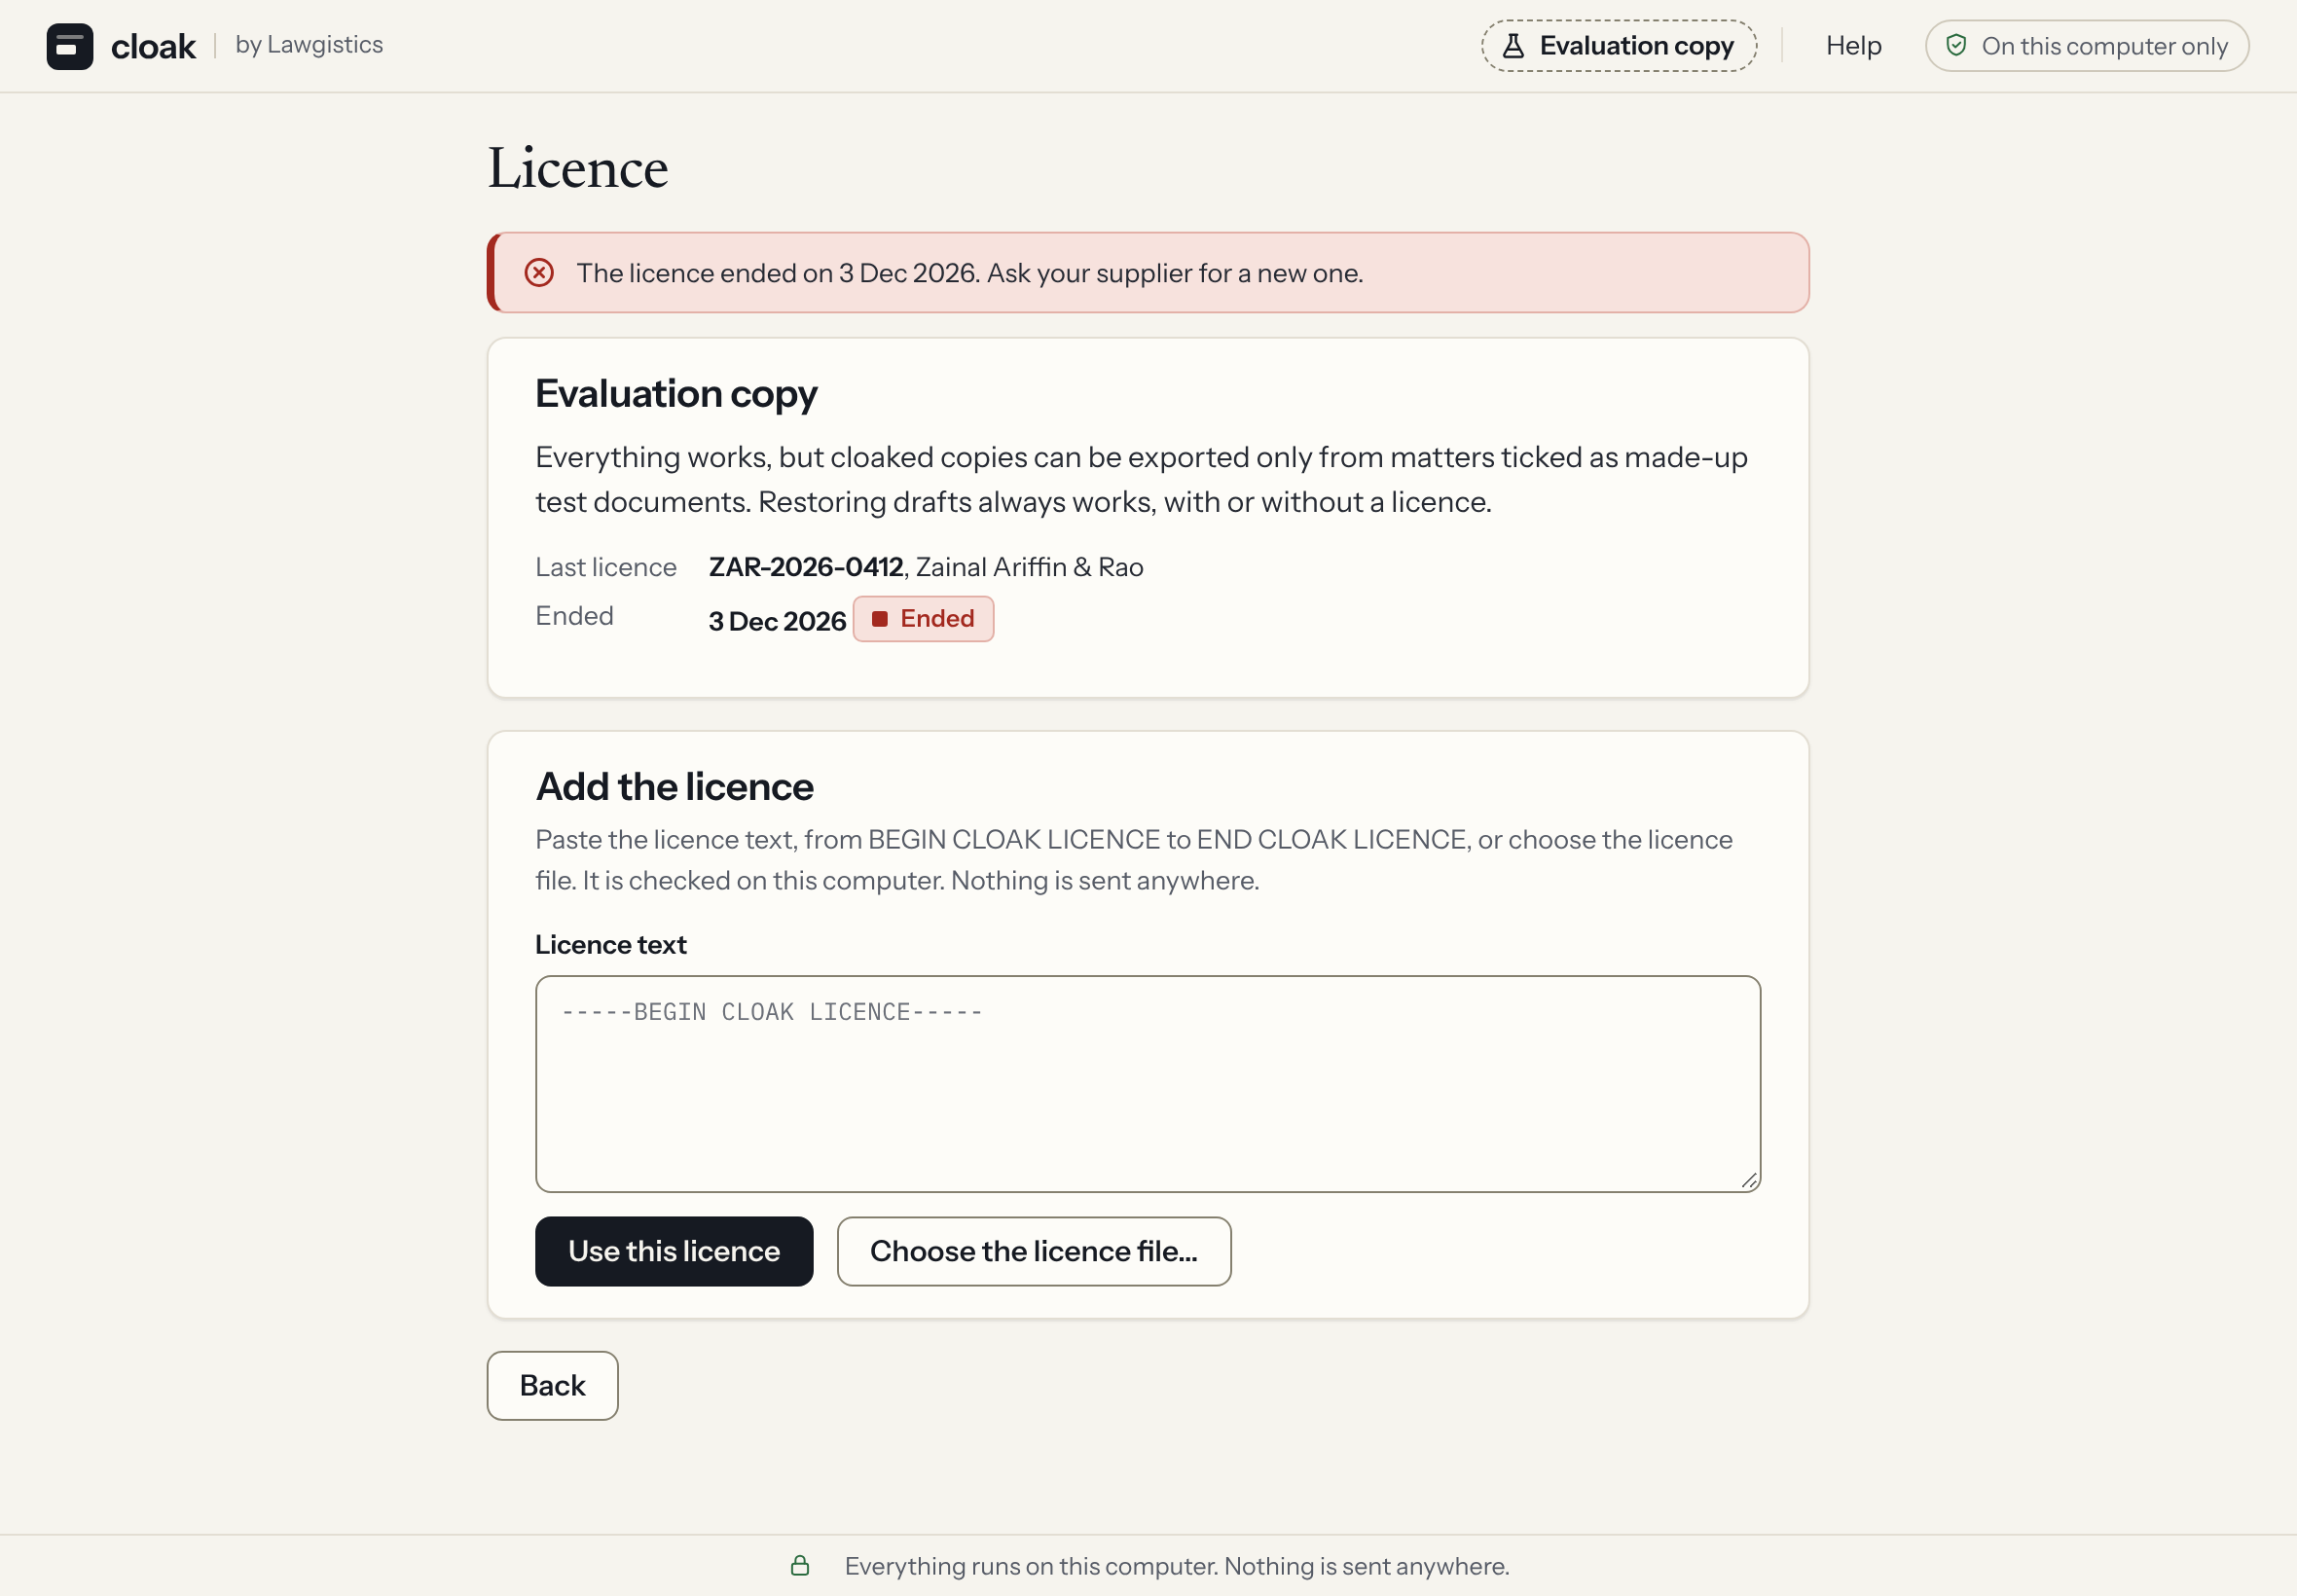 cloak
by Lawgistics
Evaluation copy
Help
On this computer only
Licence
The licence ended on 3 Dec 2026. Ask your supplier for a new one.
Evaluation copy
Everything works, but cloaked copies can be exported only from matters ticked as made-up
test documents. Restoring drafts always works, with or without a licence.
Last licence ZAR-2026-0412, Zainal Ariffin & Rao
Ended 3 Dec 2026 Ended
Add the licence
Paste the licence text, from BEGIN CLOAK LICENCE to END CLOAK LICENCE, or choose the licence
file. It is checked on this computer. Nothing is sent anywhere.
Licence text
-----BEGIN CLOAK LICENCE-----
Use this licence
Choose the licence file...
Back
Everything runs on this computer. Nothing is sent anywhere.